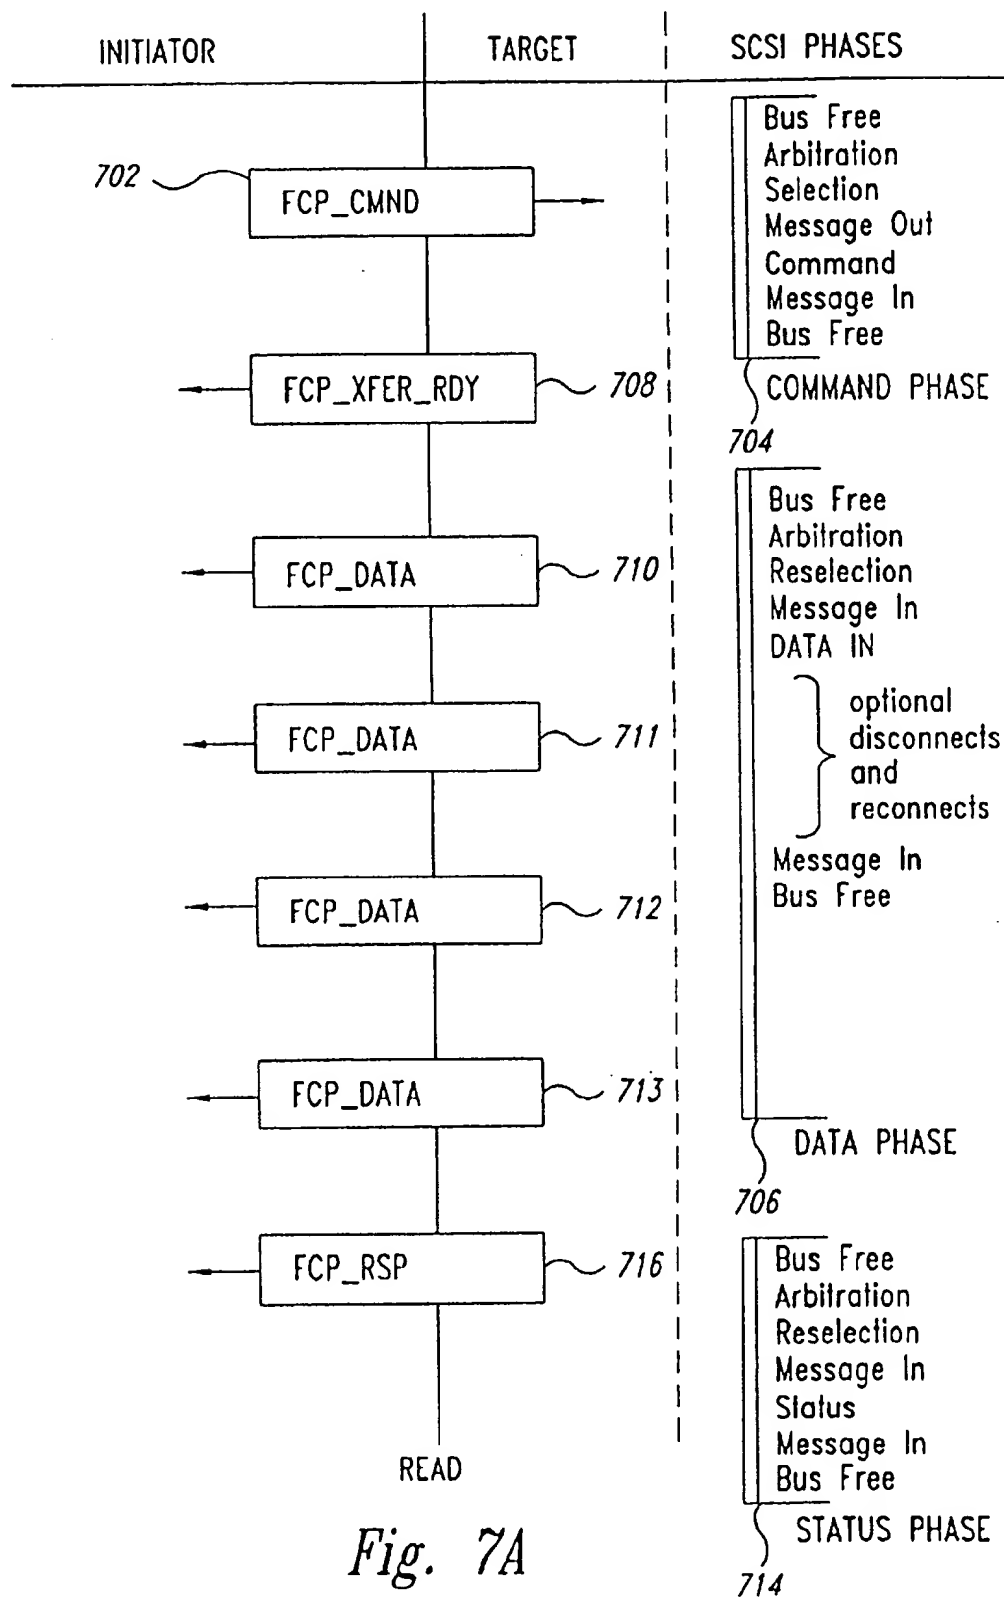 INITIATOR TARGET SCSI PHASES
702 FCP_CMND
Bus Free
Arbitration
Selection
Message Out
Command
Message In
Bus Free
FCP_XFER_RDY 708
COMMAND PHASE
704
FCP_DATA 710
Bus Free
Arbitration
Reselection
Message In
DATA IN
optional
disconnects
and
reconnects
FCP_DATA 711
Message In
Bus Free
FCP_DATA 712
FCP_DATA 713
DATA PHASE
706
FCP_RSP 716
Bus Free
Arbitration
Reselection
Message In
Status
Message In
Bus Free
READ
STATUS PHASE
714
Fig. 7A